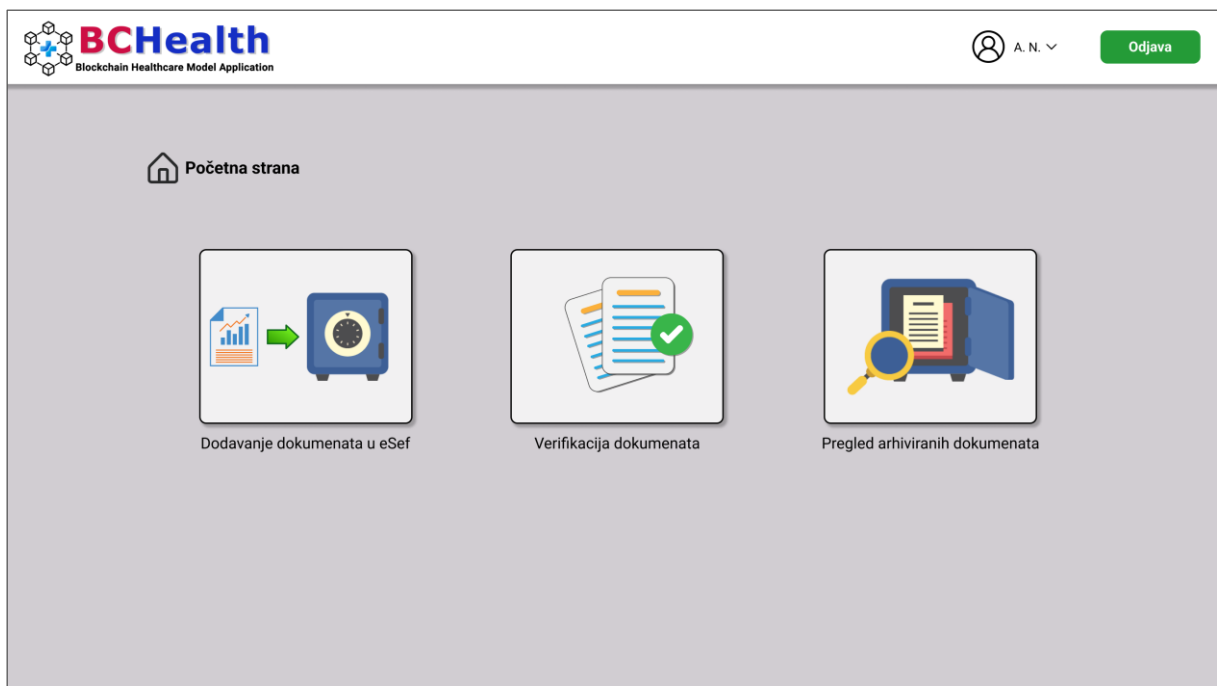 BCHealth
Blockchain Healthcare Model Application
A. N.
Odjava
Početna strana
Dodavanje dokumenata u eSef
Verifikacija dokumenata
Pregled arhiviranih dokumenata